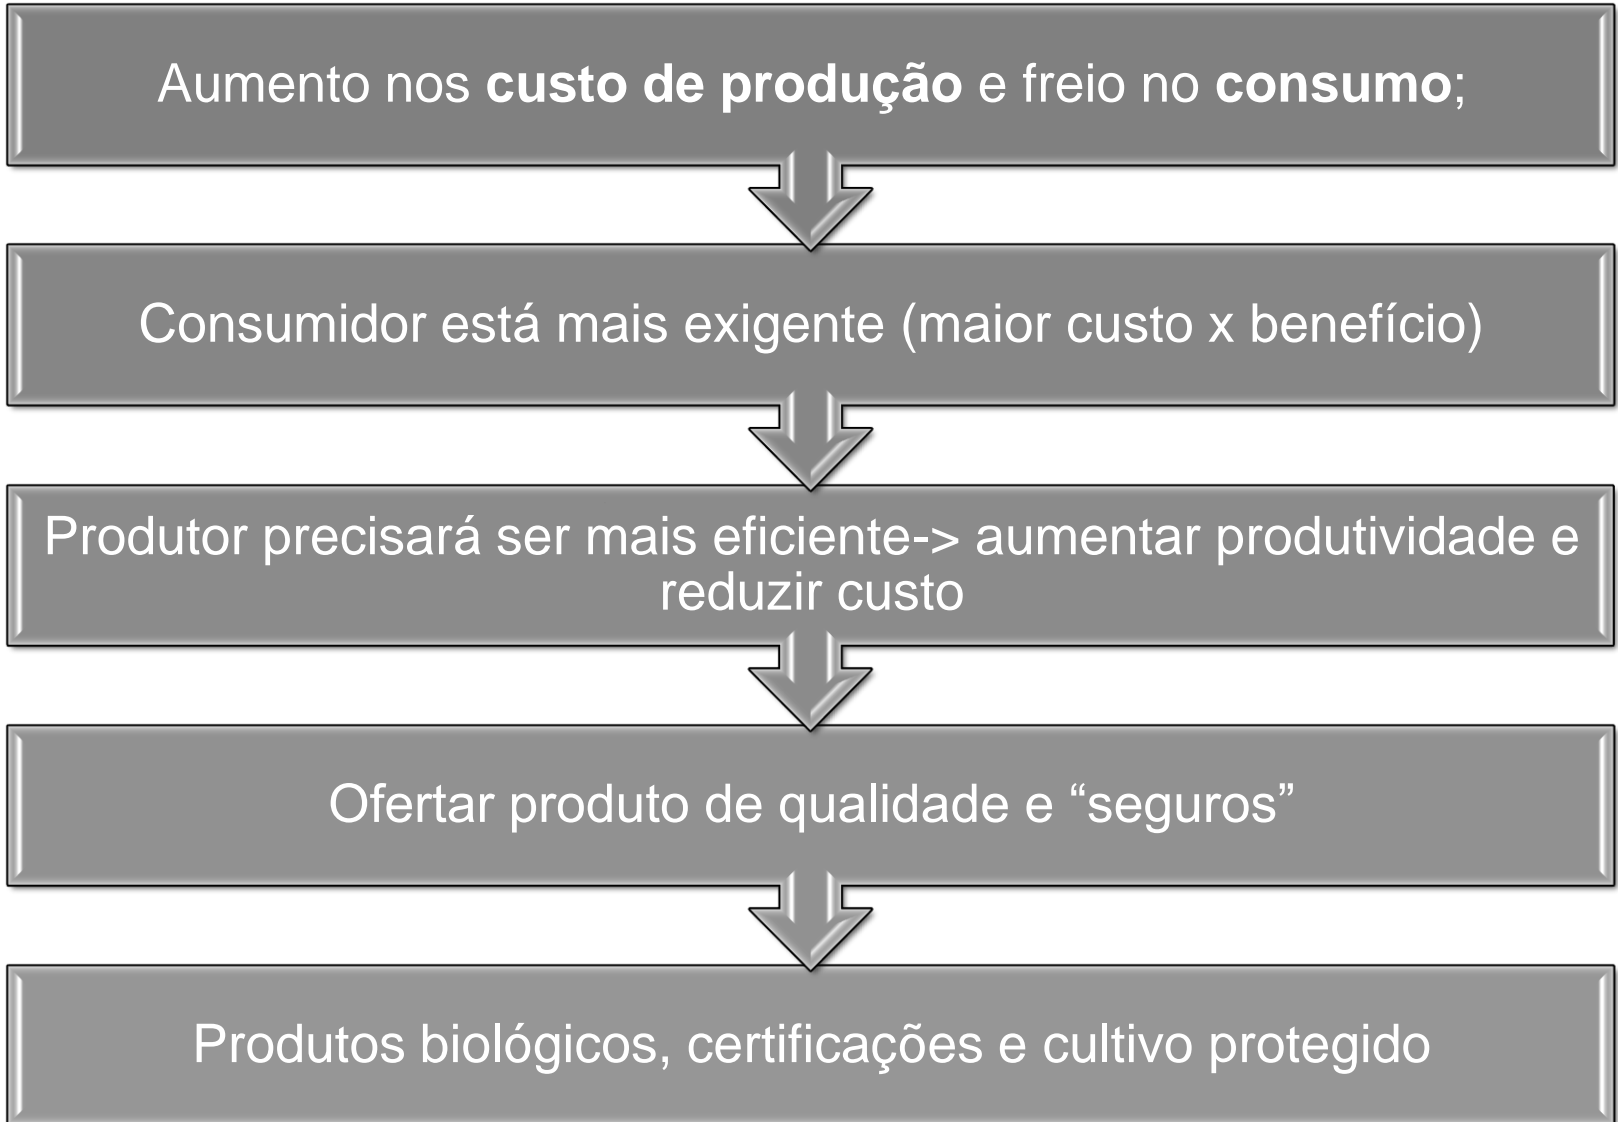 Aumento nos custo de produção e freio no consumo;
Consumidor está mais exigente (maior custo x benefício)
Produtor precisará ser mais eficiente-> aumentar produtividade e
reduzir custo
Ofertar produto de qualidade e “seguros”
Produtos biológicos, certificações e cultivo protegido